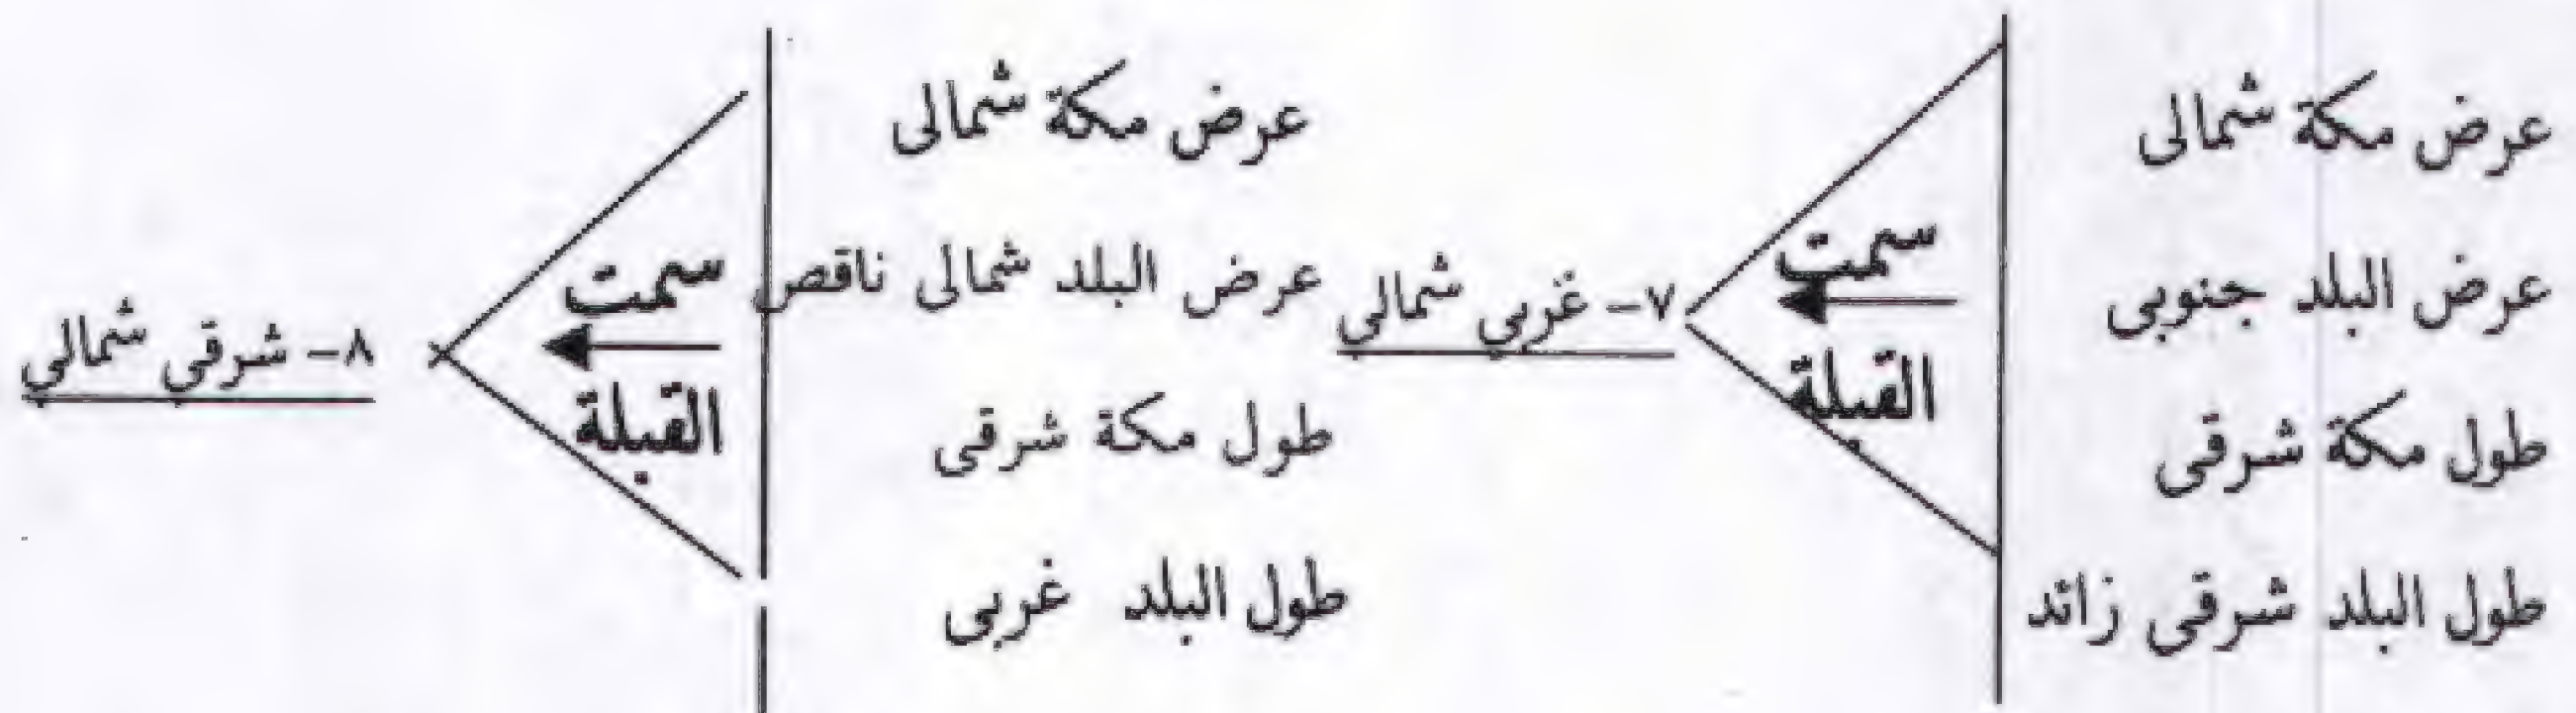 عرض مكة شمالى
عرض البلد جنوبى
طول مكة شرقى
طول البلد شرقى زائد
سمت
القبلة
٧- غربي شمالي
عرض مكة شمالى
عرض البلد شمالى ناقص
طول مكة شرقى
طول البلد غربى
سمت
القبلة
٨- شرقي شمالي